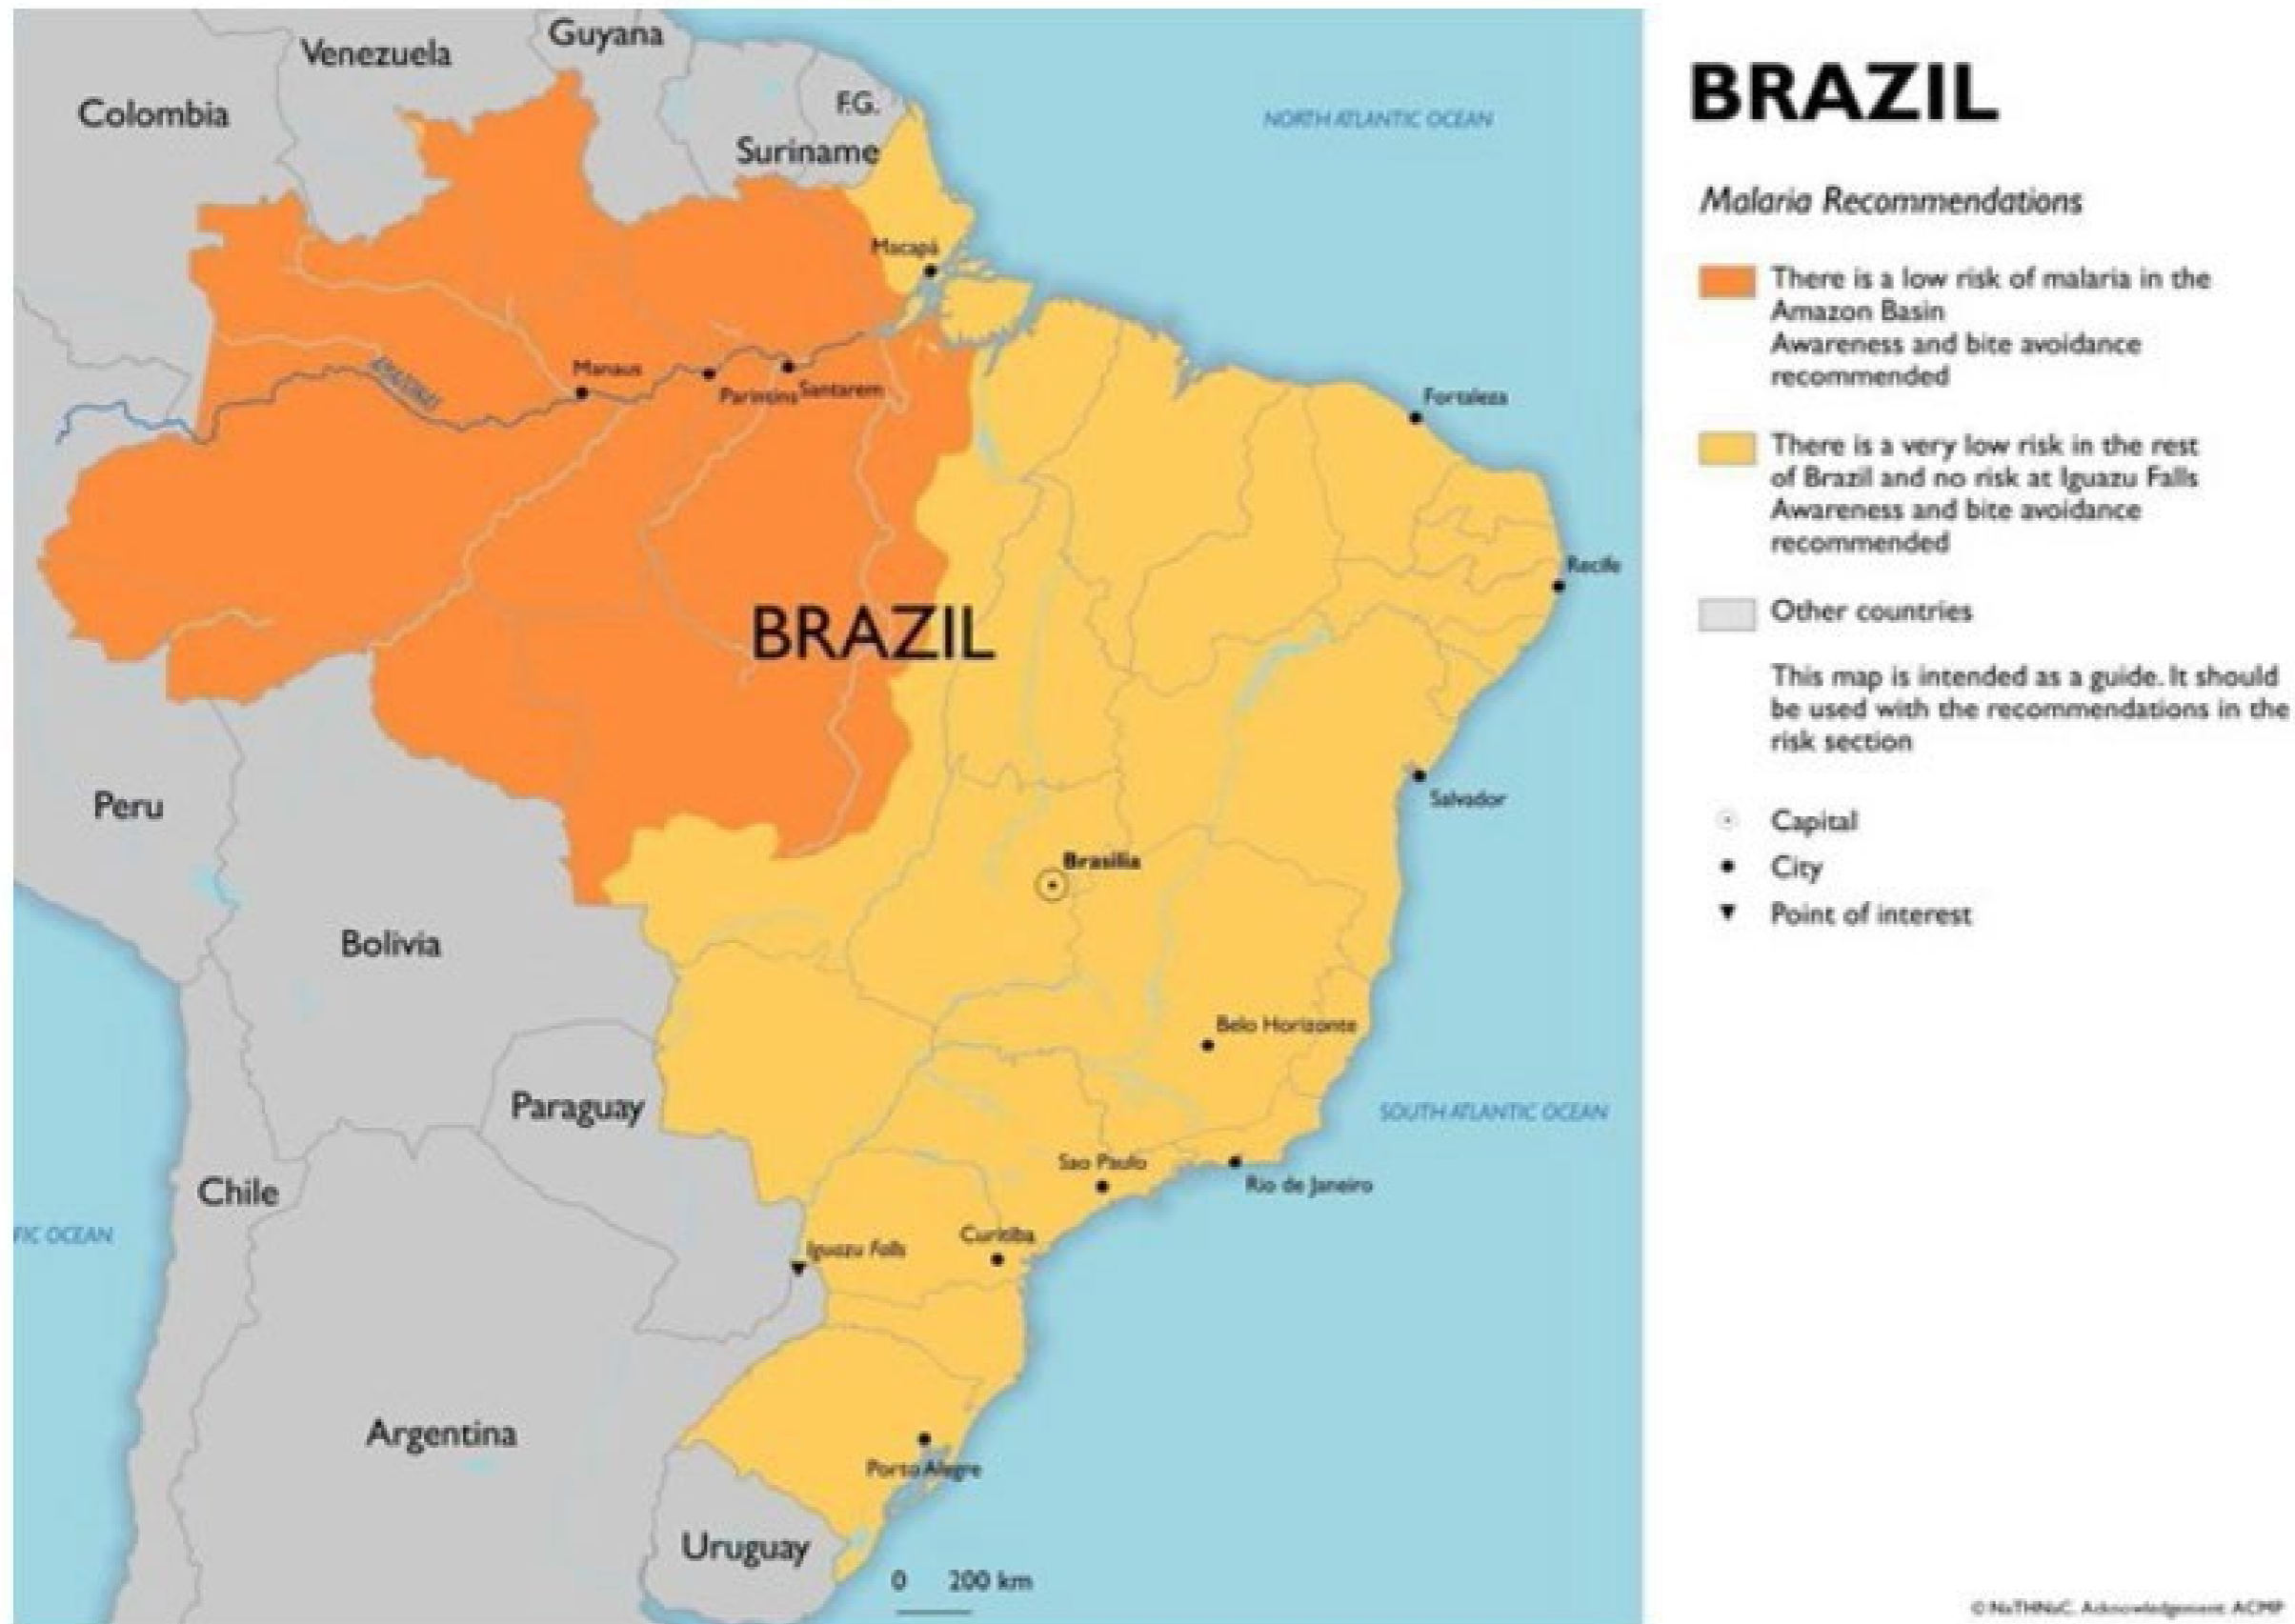 Guyana
Venezuela
Colombia
F.G.
Suriname
NORTH ATLANTIC OCEAN
Macapá
Manaus
Parintins
Santarem
Fortaleza
Recife
BRAZIL
Peru
Salvador
Brasilia
Bolivia
Belo Horizonte
Paraguay
SOUTH ATLANTIC OCEAN
Sao Paulo
Rio de Janeiro
Chile
FIC OCEAN
Curitiba
Iguazu Falls
Argentina
Porto Alegre
Uruguay
0 200 km
BRAZIL
Malaria Recommendations
There is a low risk of malaria in the
Amazon Basin
Awareness and bite avoidance
recommended
There is a very low risk in the rest
of Brazil and no risk at Iguazu Falls
Awareness and bite avoidance
recommended
Other countries
This map is intended as a guide. It should
be used with the recommendations in the
risk section
Capital
City
Point of interest
© NaTHNaC. Acknowledgement: ACMP